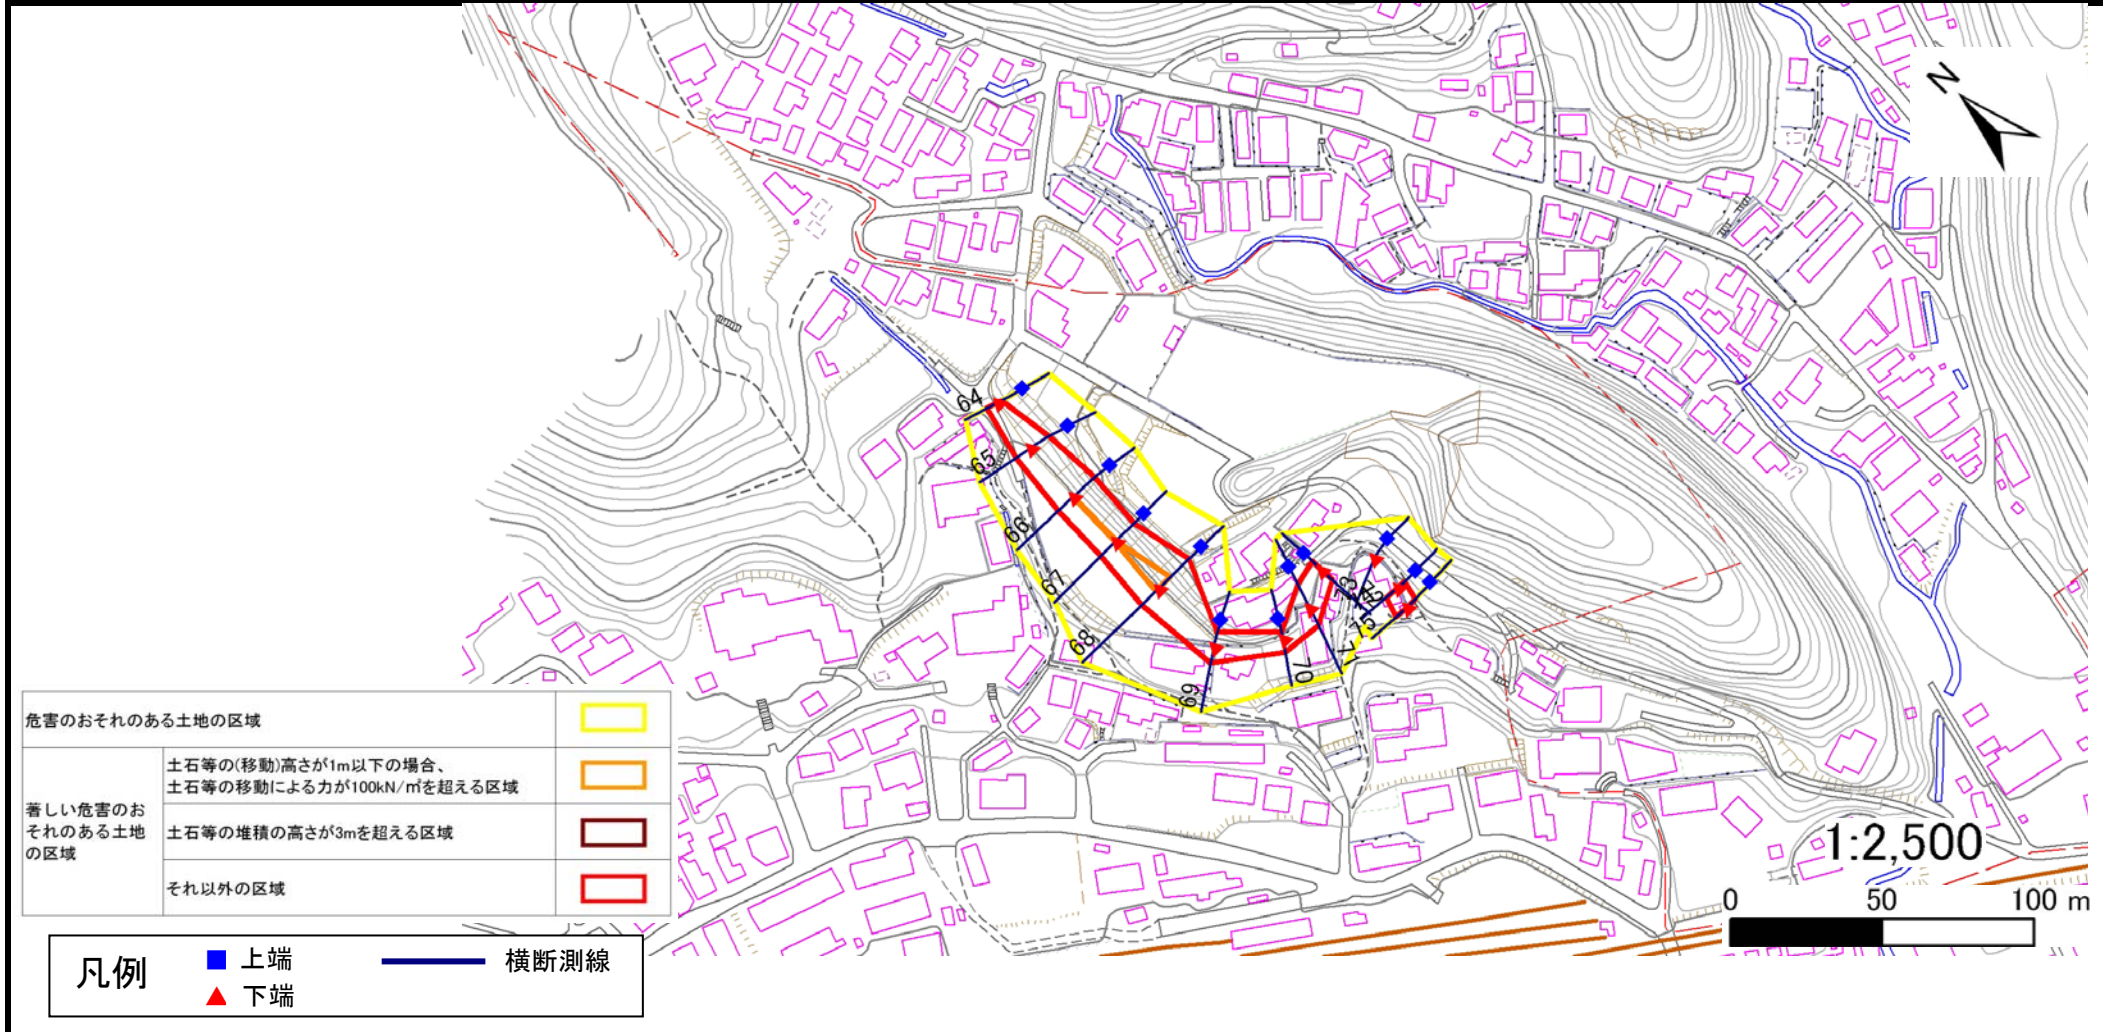 N
64
65
66
67
68
69
70
71
73
74
72
75
危害のおそれのある土地の区域
著しい危害のお
それのある土地
の区域
土石等の(移動)高さが1m以下の場合、
土石等の移動による力が100kN/㎡を超える区域
土石等の堆積の高さが3mを超える区域
それ以外の区域
1:2,500
0 50 100 m
凡例
上端
横断測線
下端